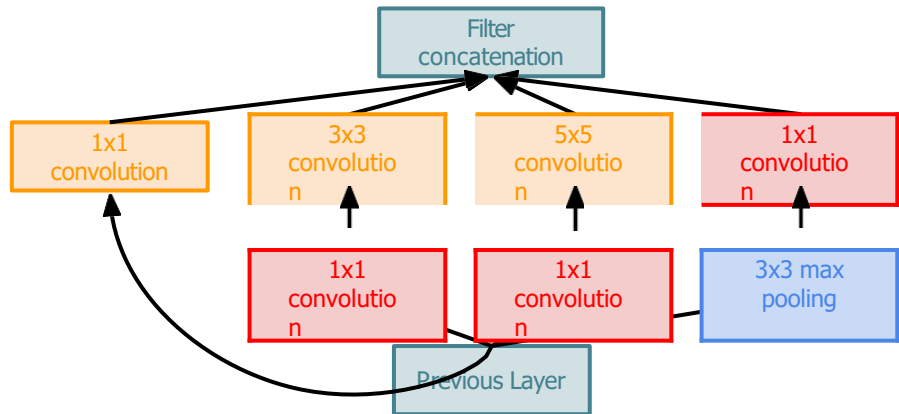 Filter
concatenation
1x1
convolution
3x3
convolutio
n
5x5
convolutio
n
1x1
convolutio
n
1x1
convolutio
n
1x1
convolutio
n
3x3 max
pooling
Previous Layer